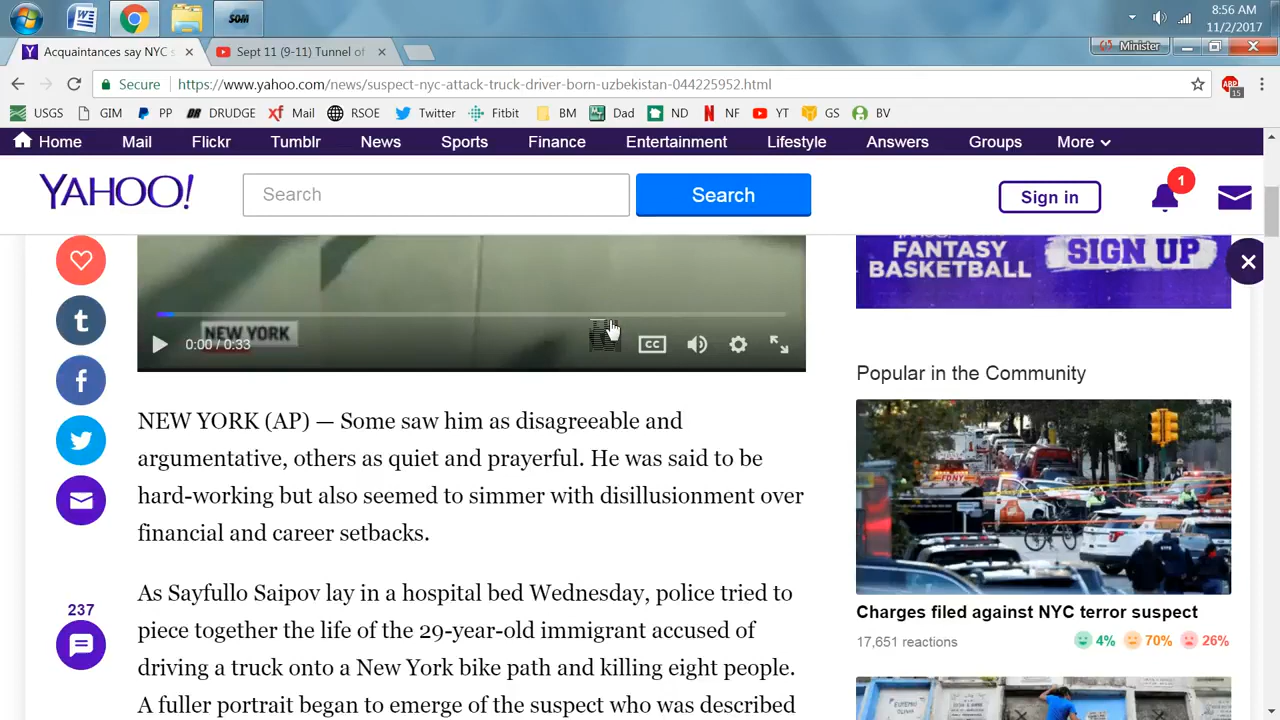 8:56 AM
11/2/2017
SOM
Acquaintances say NYC s
Sept 11 (9-11) Tunnel of
Minister
Secure
https://www.yahoo.com/news/suspect-nyc-attack-truck-driver-born-uzbekistan-044225952.html
ABP
15
USGS GIM PP DRUDGE Mail RSOE Twitter Fitbit BM Dad ND NF YT GS BV
Home Mail Flickr Tumblr News Sports Finance Entertainment Lifestyle Answers Groups More
YAHOO!
Search
Search
Sign in
1
FANTASY
BASKETBALL
SIGN UP
NEW YORK
0:00 / 0:33
CC
NEW YORK (AP) — Some saw him as disagreeable and
argumentative, others as quiet and prayerful. He was said to be
hard-working but also seemed to simmer with disillusionment over
financial and career setbacks.
As Sayfullo Saipov lay in a hospital bed Wednesday, police tried to
piece together the life of the 29-year-old immigrant accused of
driving a truck onto a New York bike path and killing eight people.
A fuller portrait began to emerge of the suspect who was described
237
Popular in the Community
FDNY
Charges filed against NYC terror suspect
17,651 reactions
4% 70% 26%